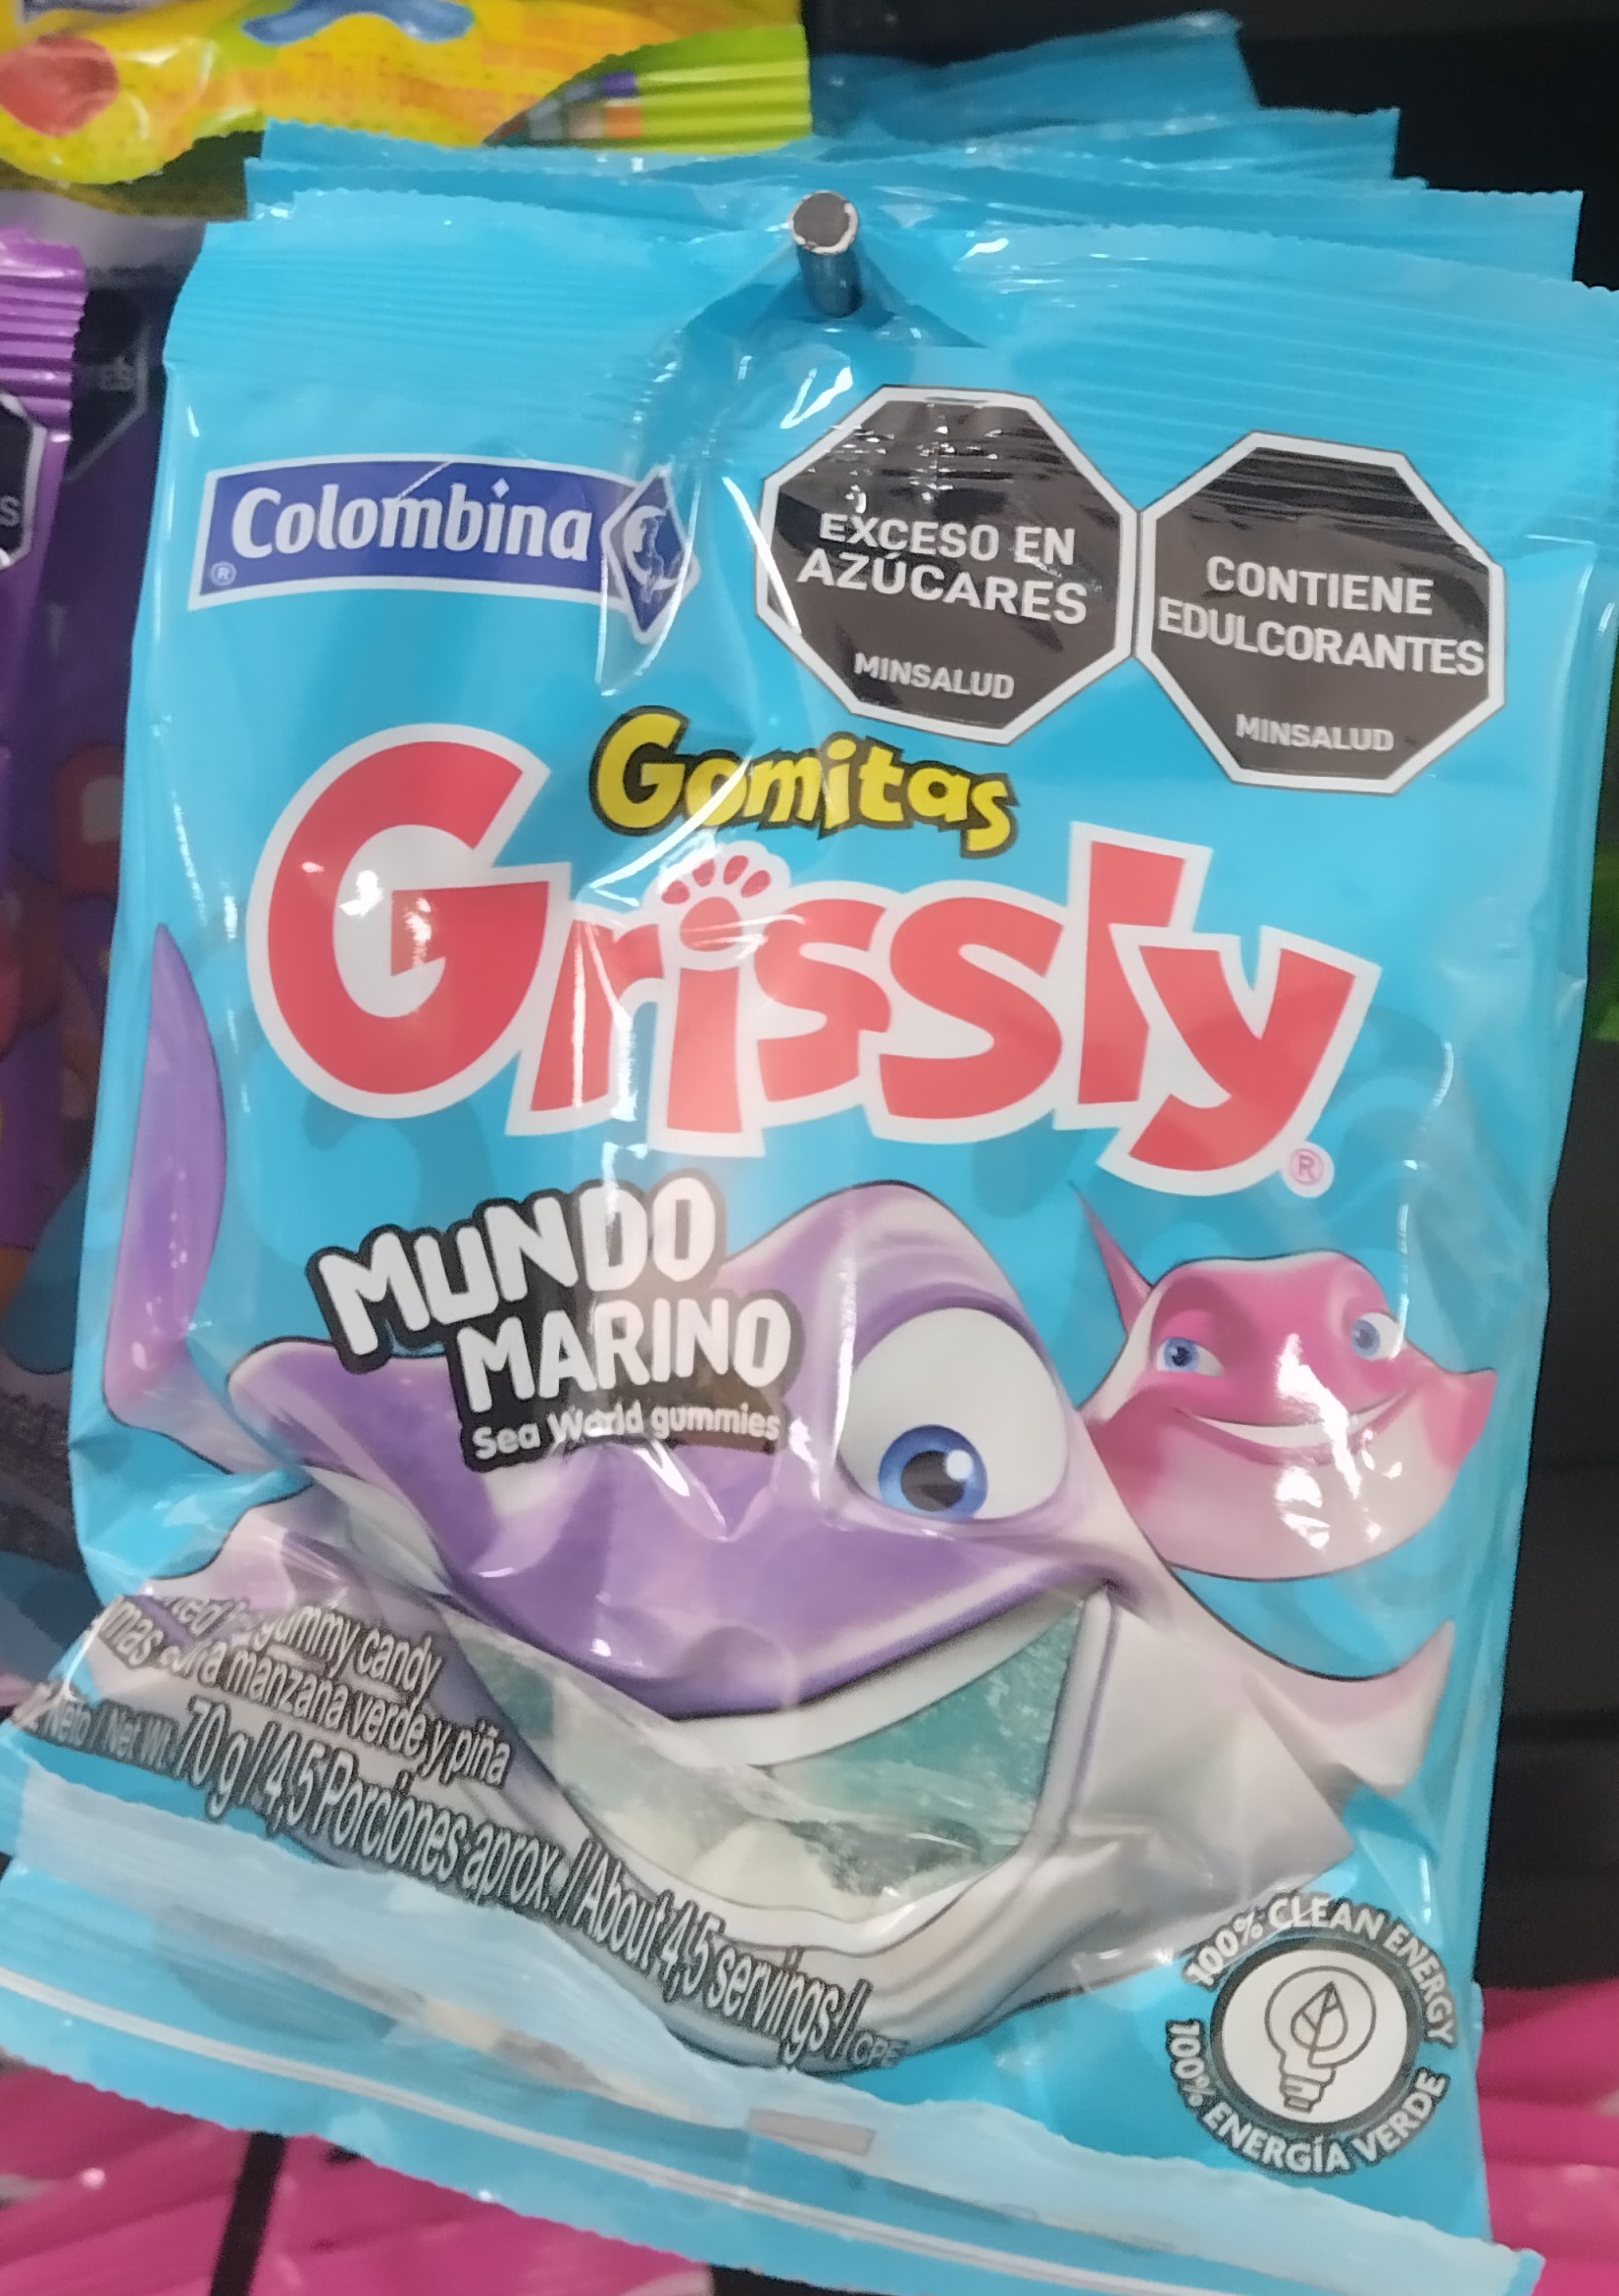 Colombina
®
EXCESO EN
AZÚCARES
MINSALUD
CONTIENE
EDULCORANTES
MINSALUD
Gomitas
Grissly
®
MUNDO
MARINO
Sea World gummies
gummy candy
manzana verde y piña
Neto / Net Wt. 70 g / 4,5 Porciones aprox. / About 4,5 servings / CPE
100% CLEAN ENERGY
100% ENERGÍA VERDE